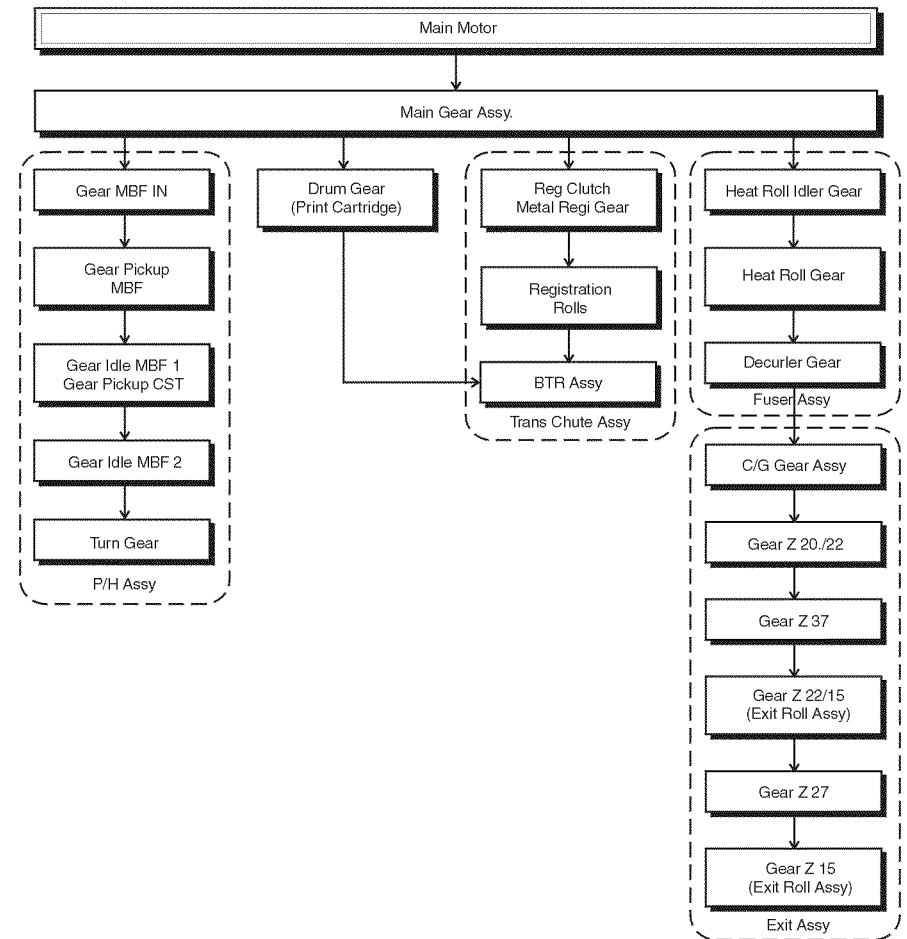 Main Motor
Main Gear Assy.
Gear MBF IN
Gear Pickup
MBF
Gear Idle MBF 1
Gear Pickup CST
Gear Idle MBF 2
Turn Gear
P/H Assy
Drum Gear
(Print Cartridge)
Reg Clutch
Metal Regi Gear
Registration
Rolls
BTR Assy
Trans Chute Assy
Heat Roll Idler Gear
Heat Roll Gear
Decurler Gear
Fuser Assy
C/G Gear Assy
Gear Z 20./22
Gear Z 37
Gear Z 22/15
(Exit Roll Assy)
Gear Z 27
Gear Z 15
(Exit Roll Assy)
Exit Assy